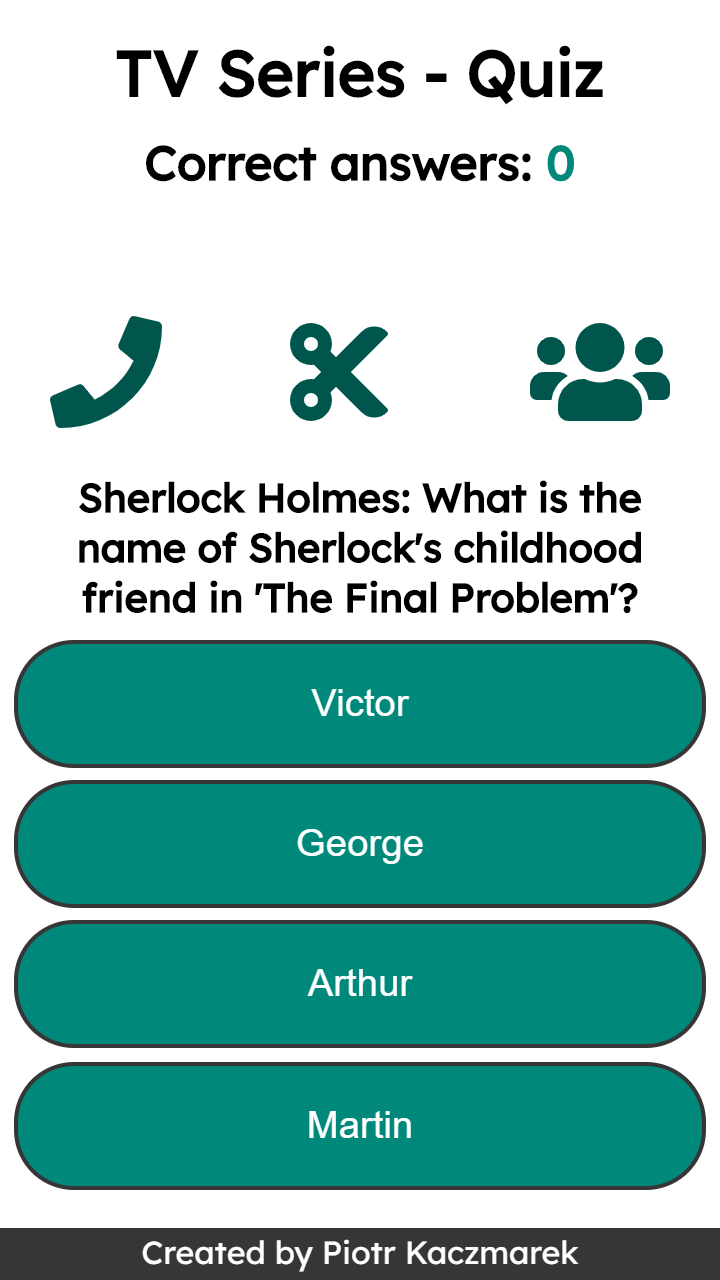 TV Series - Quiz
Correct answers: 0
Sherlock Holmes: What is the
name of Sherlock's childhood
friend in 'The Final Problem'?
Victor
George
Arthur
Martin
Created by Piotr Kaczmarek